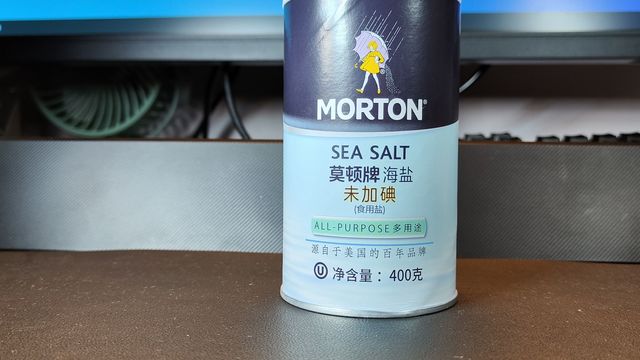 MORTON®
SEA SALT
莫顿牌海盐
未加碘
(食用盐)
ALL-PURPOSE 多用途
源自于美国的百年品牌
U 净含量：400克